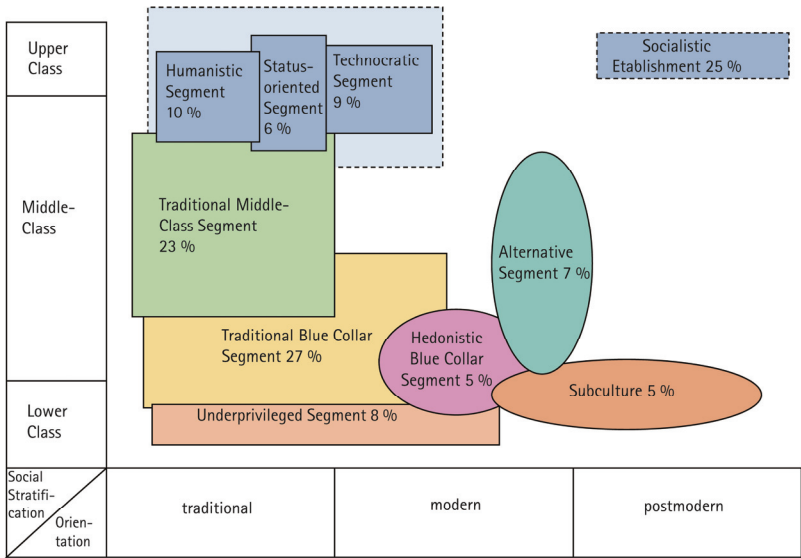 Upper
Class
Humanistic
Segment
10 %
Status-
oriented
Segment
6 %
Technocratic
Segment
9 %
Socialistic
Etablishment 25 %
Middle-
Class
Traditional Middle-
Class Segment
23 %
Alternative
Segment 7 %
Traditional Blue Collar
Segment 27 %
Hedonistic
Blue Collar
Segment 5 %
Subculture 5 %
Lower
Class
Underprivileged Segment 8 %
Social
Stratifi-
cation
Orien-
tation
traditional
modern
postmodern